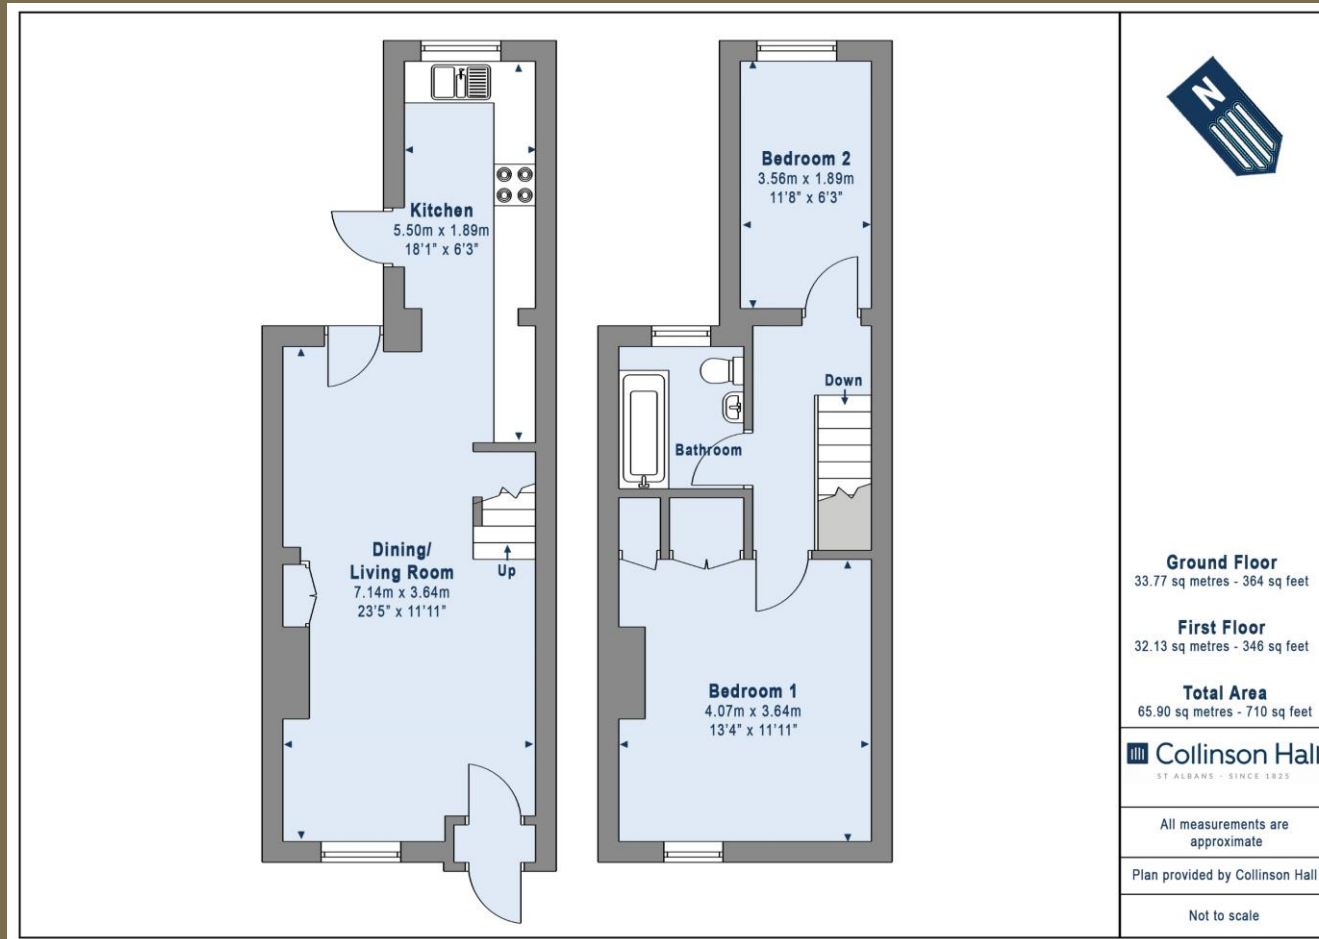 Kitchen
5.50m x 1.89m
18'1" x 6'3"
Dining/
Living Room
7.14m x 3.64m
23'5" x 11'11"
Up
Bedroom 2
3.56m x 1.89m
11'8" x 6'3"
Down
Bathroom
Bedroom 1
4.07m x 3.64m
13'4" x 11'11"
N
Ground Floor
33.77 sq metres - 364 sq feet
First Floor
32.13 sq metres - 346 sq feet
Total Area
65.90 sq metres - 710 sq feet
Collinson Hall
ST ALBANS - SINCE 1825
All measurements are
approximate
Plan provided by Collinson Hall
Not to scale